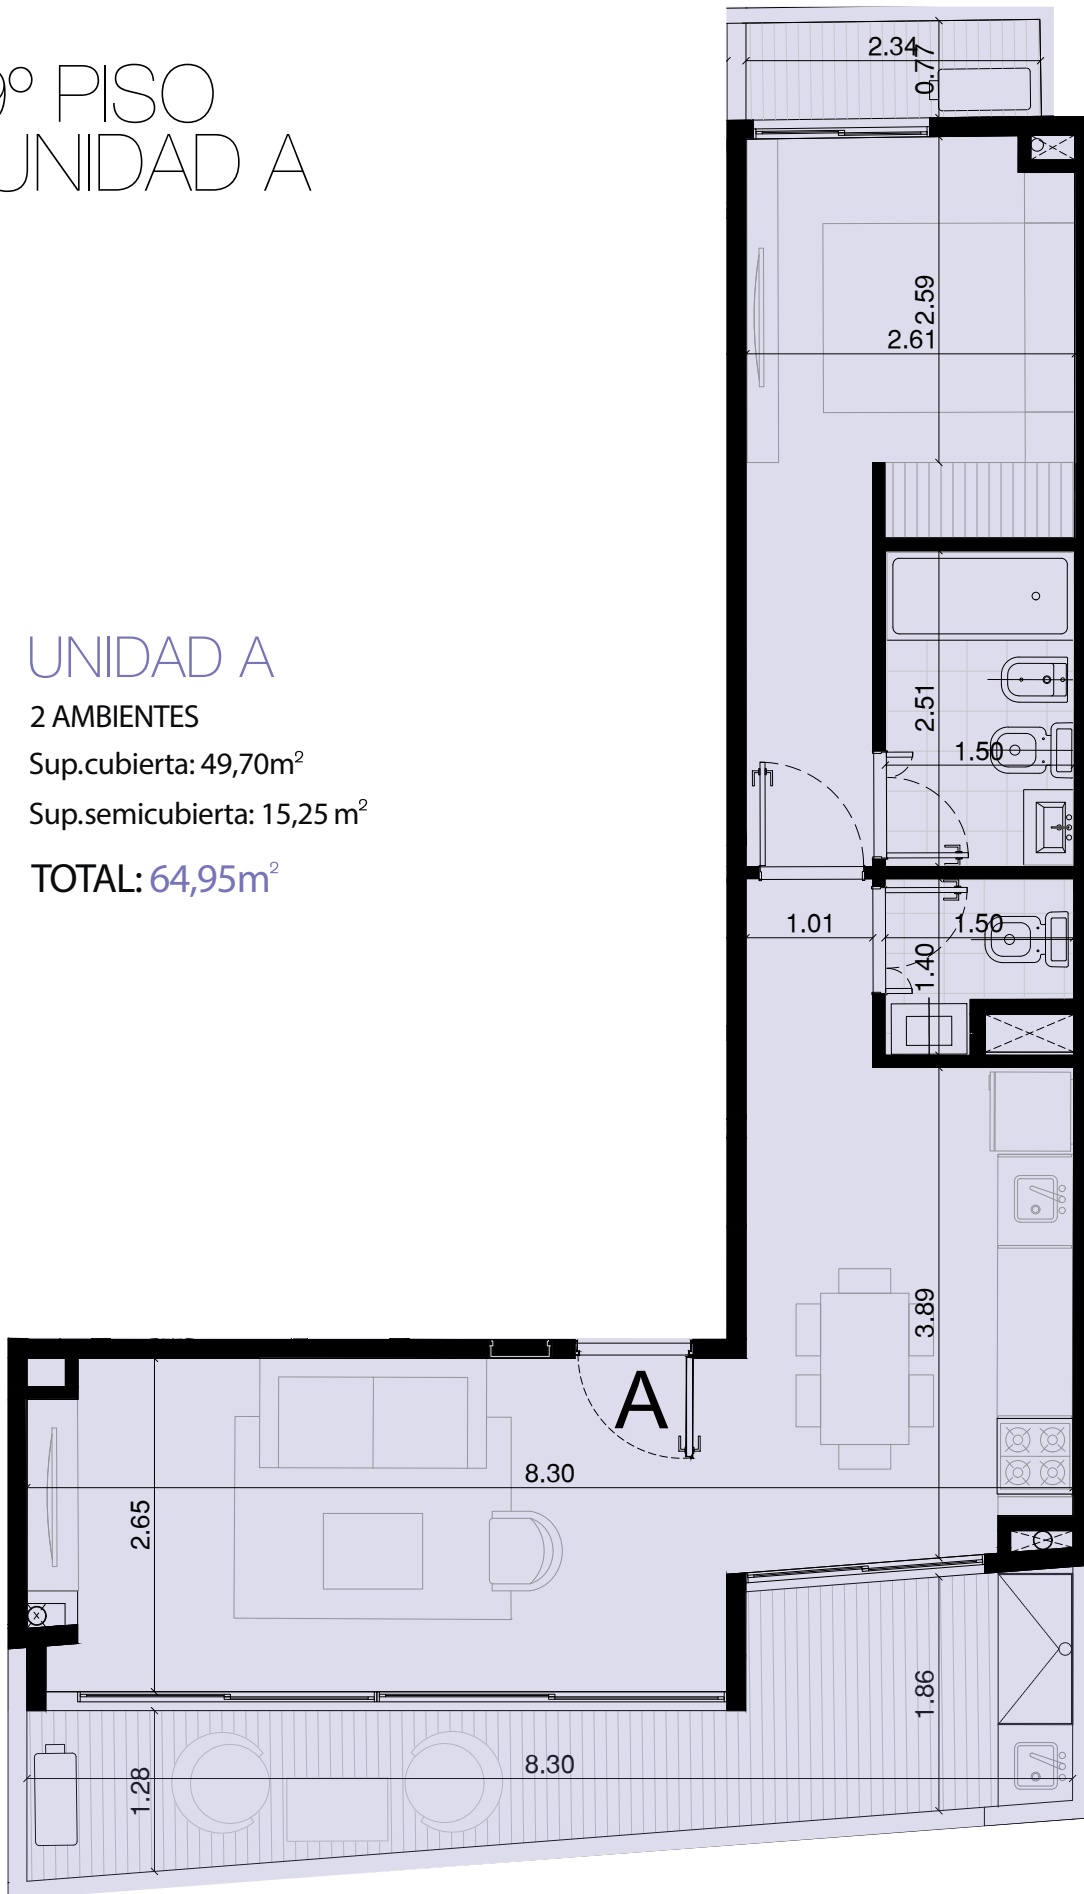 9º PISO
UNIDAD A
2.34
0.77
2.59
2.61
UNIDAD A
2 AMBIENTES
Sup.cubierta: 49,70m²
Sup.semicubierta: 15,25 m²
TOTAL: 64,95m²
2.51
1.50
1.01
1.50
1.40
3.89
A
8.30
2.65
1.86
8.30
1.28